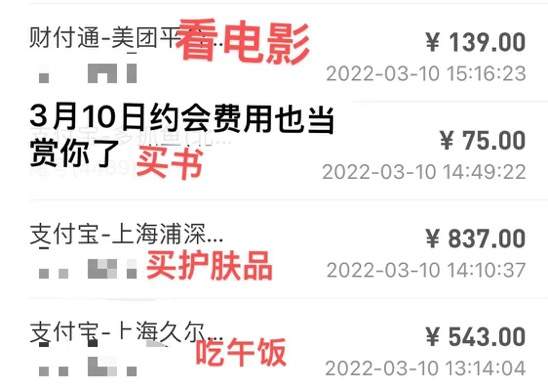 财付通-美团平...
看电影
¥ 139.00
2022-03-10 15:16:23
3月10日约会费用也当
赏你了
买书
¥ 75.00
2022-03-10 14:49:22
支付宝-上海浦深...
买护肤品
¥ 837.00
2022-03-10 14:10:37
支付宝-上海久尔...
吃午饭
¥ 543.00
2022-03-10 13:14:04